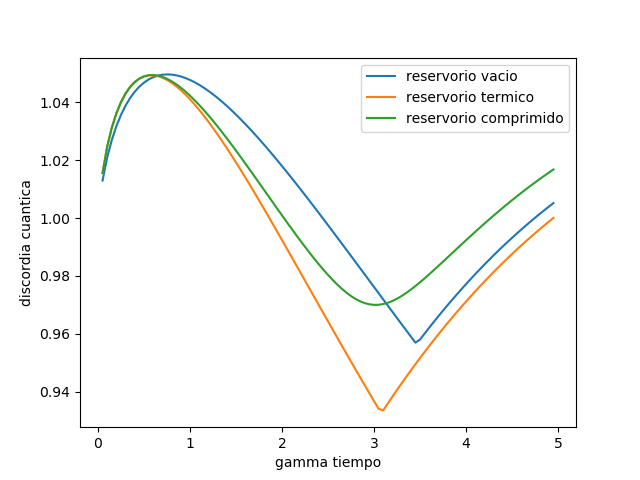 reservorio vacio
reservorio termico
reservorio comprimido
discordia cuantica
1.04
1.02
1.00
0.98
0.96
0.94
0 1 2 3 4 5
gamma tiempo